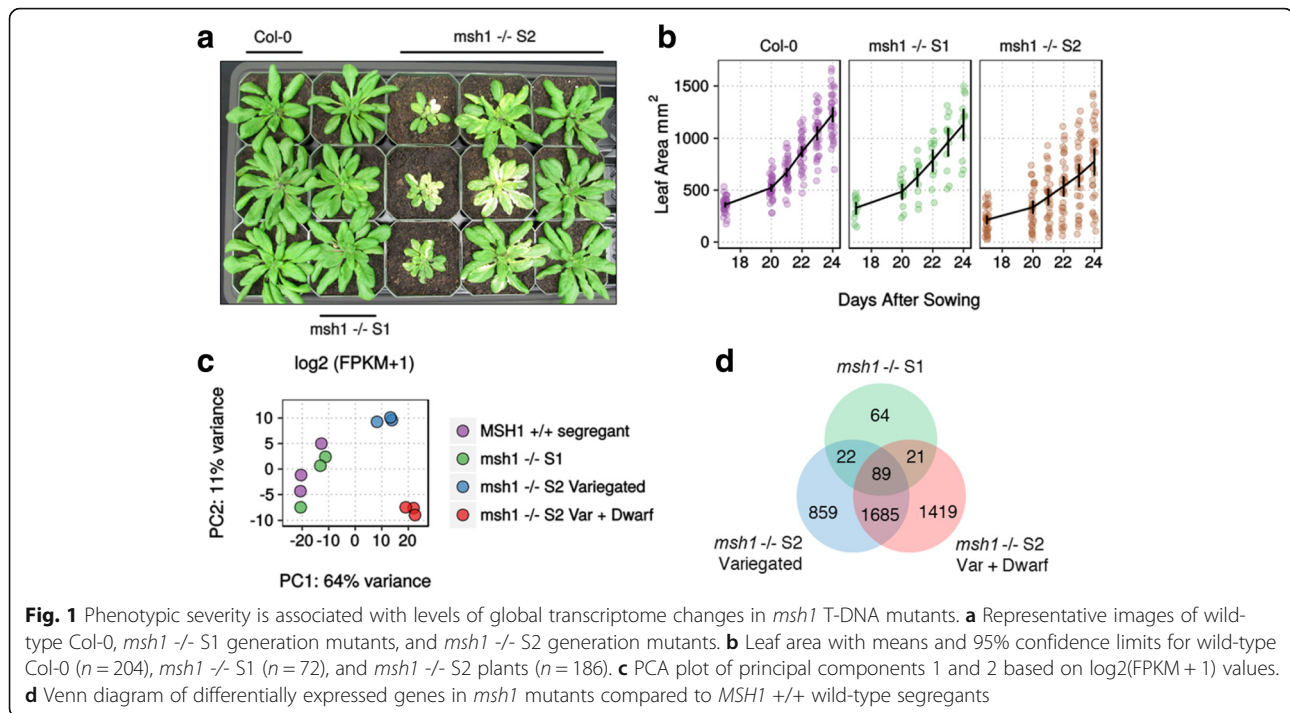 a
Col-0
msh1 -/- S2
msh1 -/- S1
b
Col-0
msh1 -/- S1
msh1 -/- S2
Leaf Area mm²
1500
1000
500
0
18 20 22 24
18 20 22 24
18 20 22 24
Days After Sowing
c
log2 (FPKM+1)
PC2: 11% variance
10
5
0
-5
-10
-20 -10 0 10 20
PC1: 64% variance
MSH1 +/+ segregant
msh1 -/- S1
msh1 -/- S2 Variegated
msh1 -/- S2 Var + Dwarf
d
msh1 -/- S1
64
22
21
89
859
1685
1419
msh1 -/- S2
Variegated
msh1 -/- S2
Var + Dwarf
Fig. 1 Phenotypic severity is associated with levels of global transcriptome changes in msh1 T-DNA mutants. a Representative images of wild-
type Col-0, msh1 -/- S1 generation mutants, and msh1 -/- S2 generation mutants. b Leaf area with means and 95% confidence limits for wild-type
Col-0 (n = 204), msh1 -/- S1 (n = 72), and msh1 -/- S2 plants (n = 186). c PCA plot of principal components 1 and 2 based on log2(FPKM + 1) values.
d Venn diagram of differentially expressed genes in msh1 mutants compared to MSH1 +/+ wild-type segregants